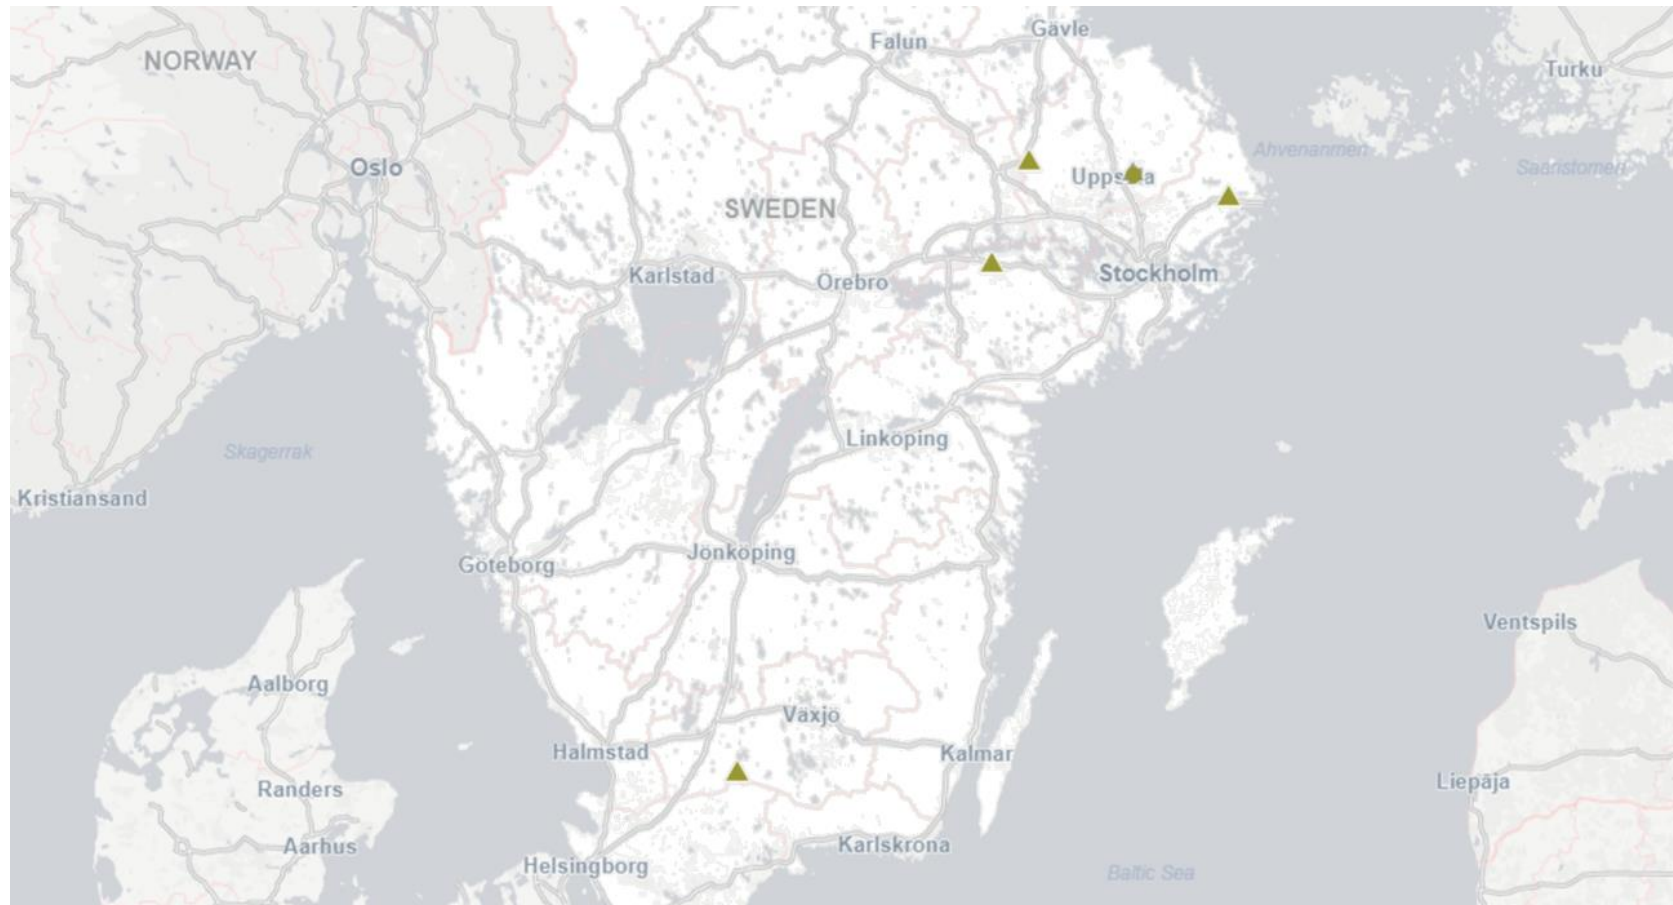 Gävle
Falun
NORWAY
Turku
Oslo
Ahvenanmeri
Saaristomeri
Uppsala
SWEDEN
Karlstad
Örebro
Stockholm
Linköping
Skagerrak
Kristiansand
Jönköping
Göteborg
Ventspils
Aalborg
Växjö
Halmstad
Kalmar
Liepāja
Randers
Aarhus
Karlskrona
Helsingborg
Baltic Sea